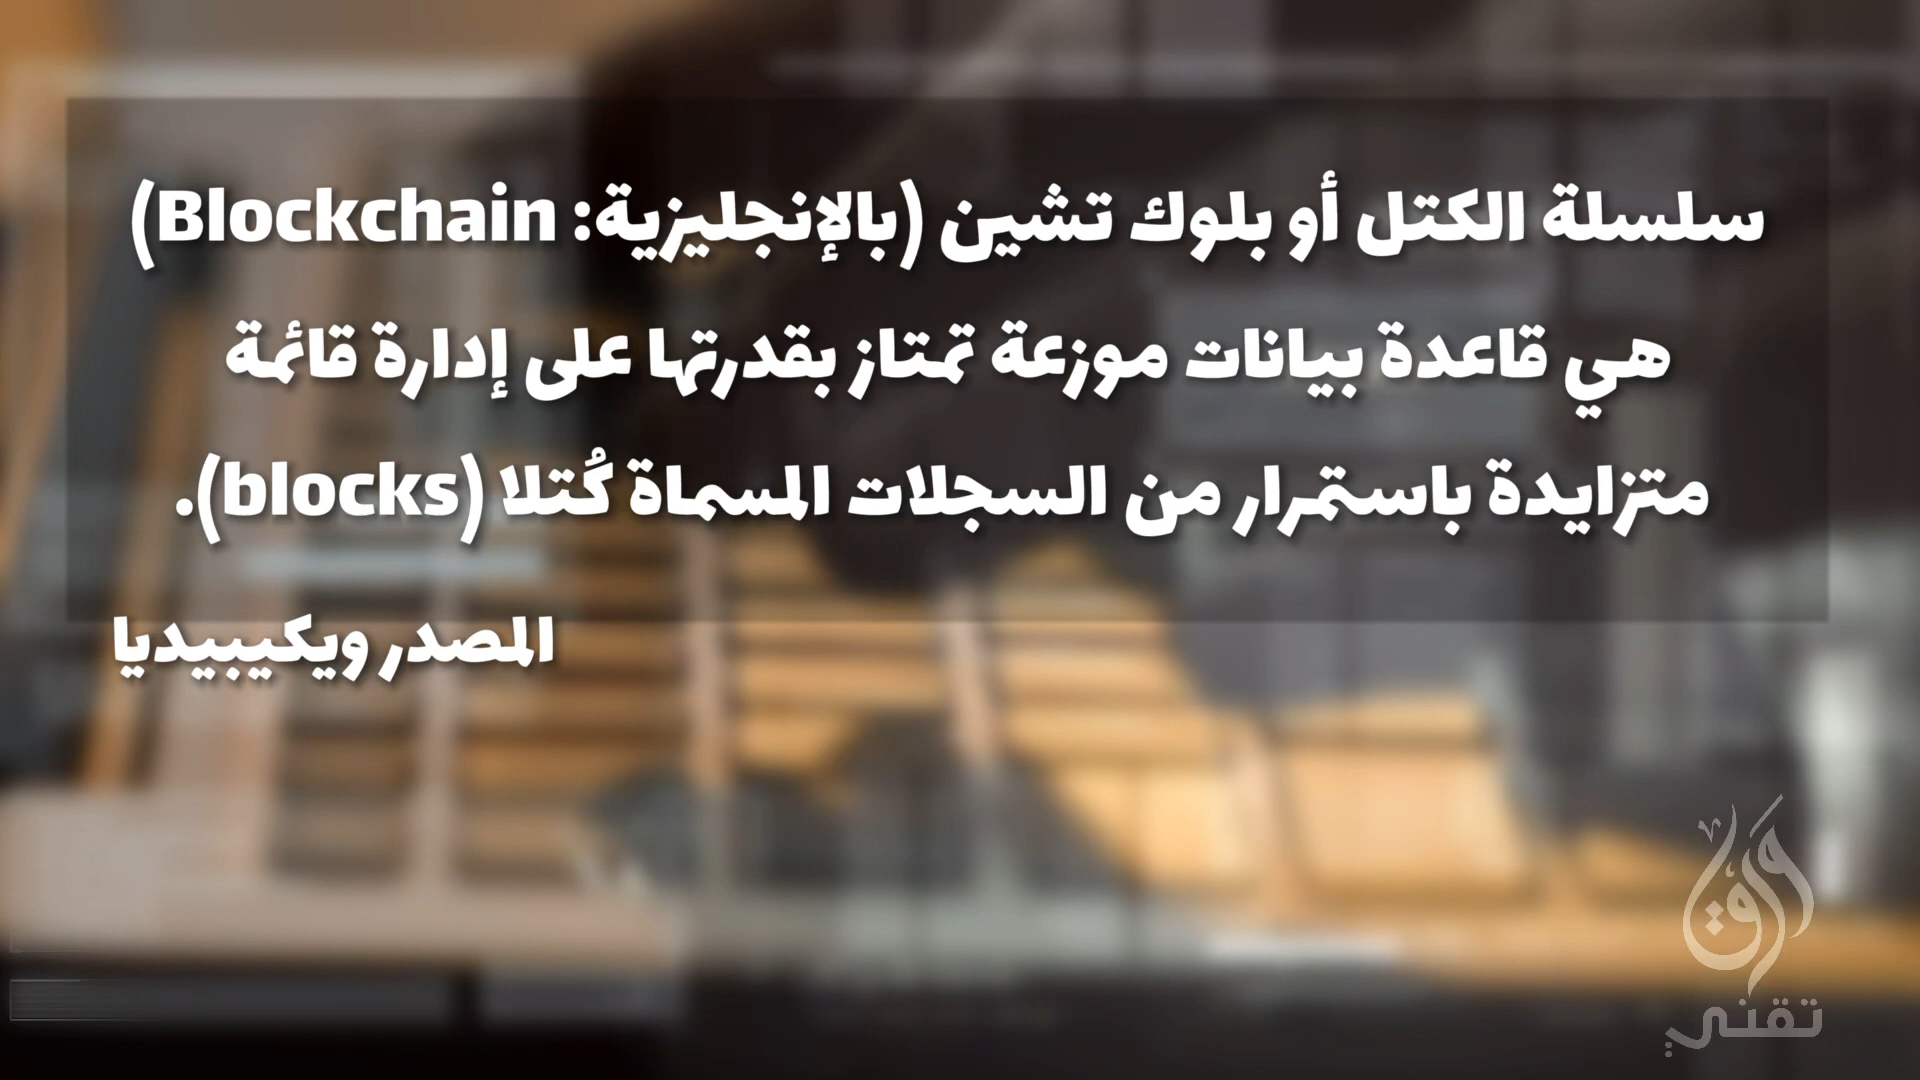 سلسلة الكتل أو بلوك تشين (بالإنجليزية: Blockchain)
هي قاعدة بيانات موزعة تمتاز بقدرتها على إدارة قائمة
متزايدة باستمرار من السجلات المسماة كُتلا (blocks).
المصدر ويكيبيديا
تقني